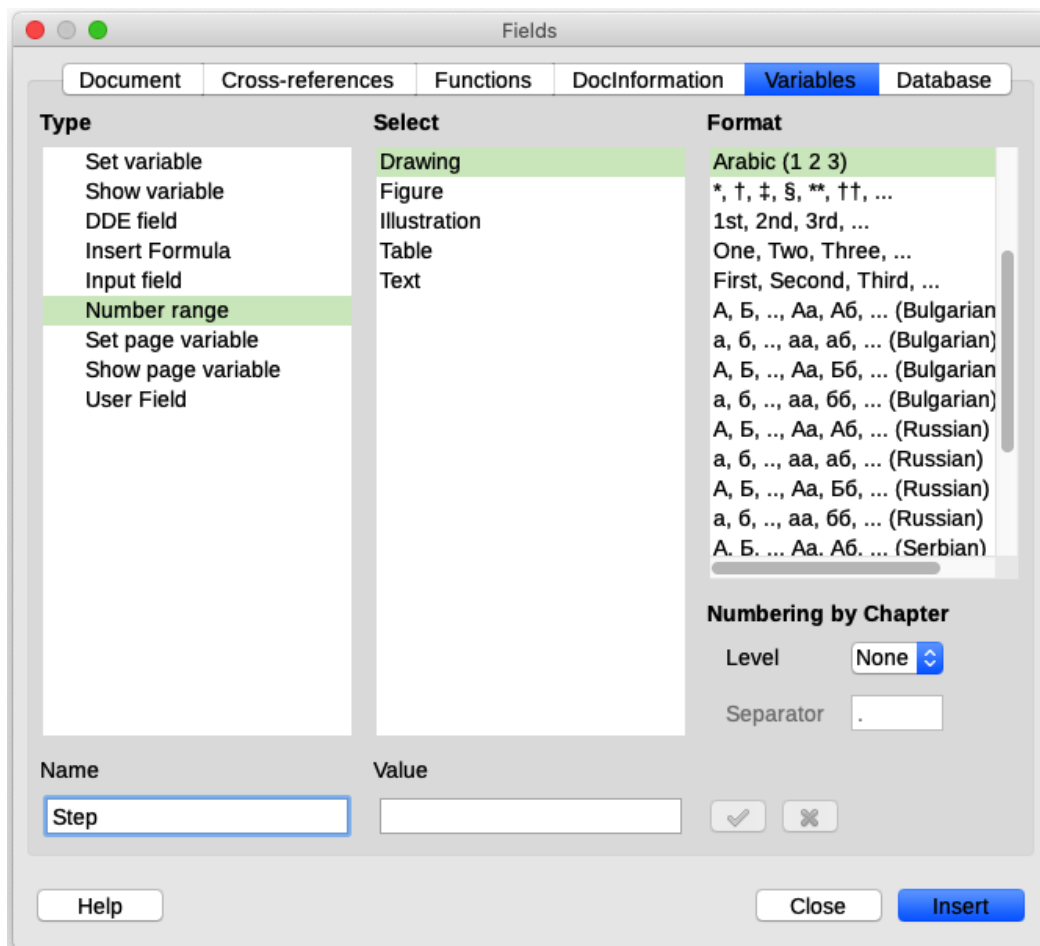 Fields
Document Cross-references Functions DocInformation Variables Database
Type
Set variable
Show variable
DDE field
Insert Formula
Input field
Number range
Set page variable
Show page variable
User Field
Select
Drawing
Figure
Illustration
Table
Text
Format
Arabic (1 2 3)
*, †, ‡, §, **, ††, ...
1st, 2nd, 3rd, ...
One, Two, Three, ...
First, Second, Third, ...
А, Б, .., Аа, Аб, ... (Bulgarian
а, б, .., аа, аб, ... (Bulgarian)
А, Б, .., Аа, Бб, ... (Bulgarian
а, б, .., аа, бб, ... (Bulgarian)
А, Б, .., Аа, Аб, ... (Russian)
а, б, .., аа, аб, ... (Russian)
А, Б, .., Аа, Бб, ... (Russian)
а, б, .., аа, бб, ... (Russian)
А, Б, .., Аа, Аб, ... (Serbian)
Numbering by Chapter
Level None
Separator .
Name
Step
Value
Help Close Insert